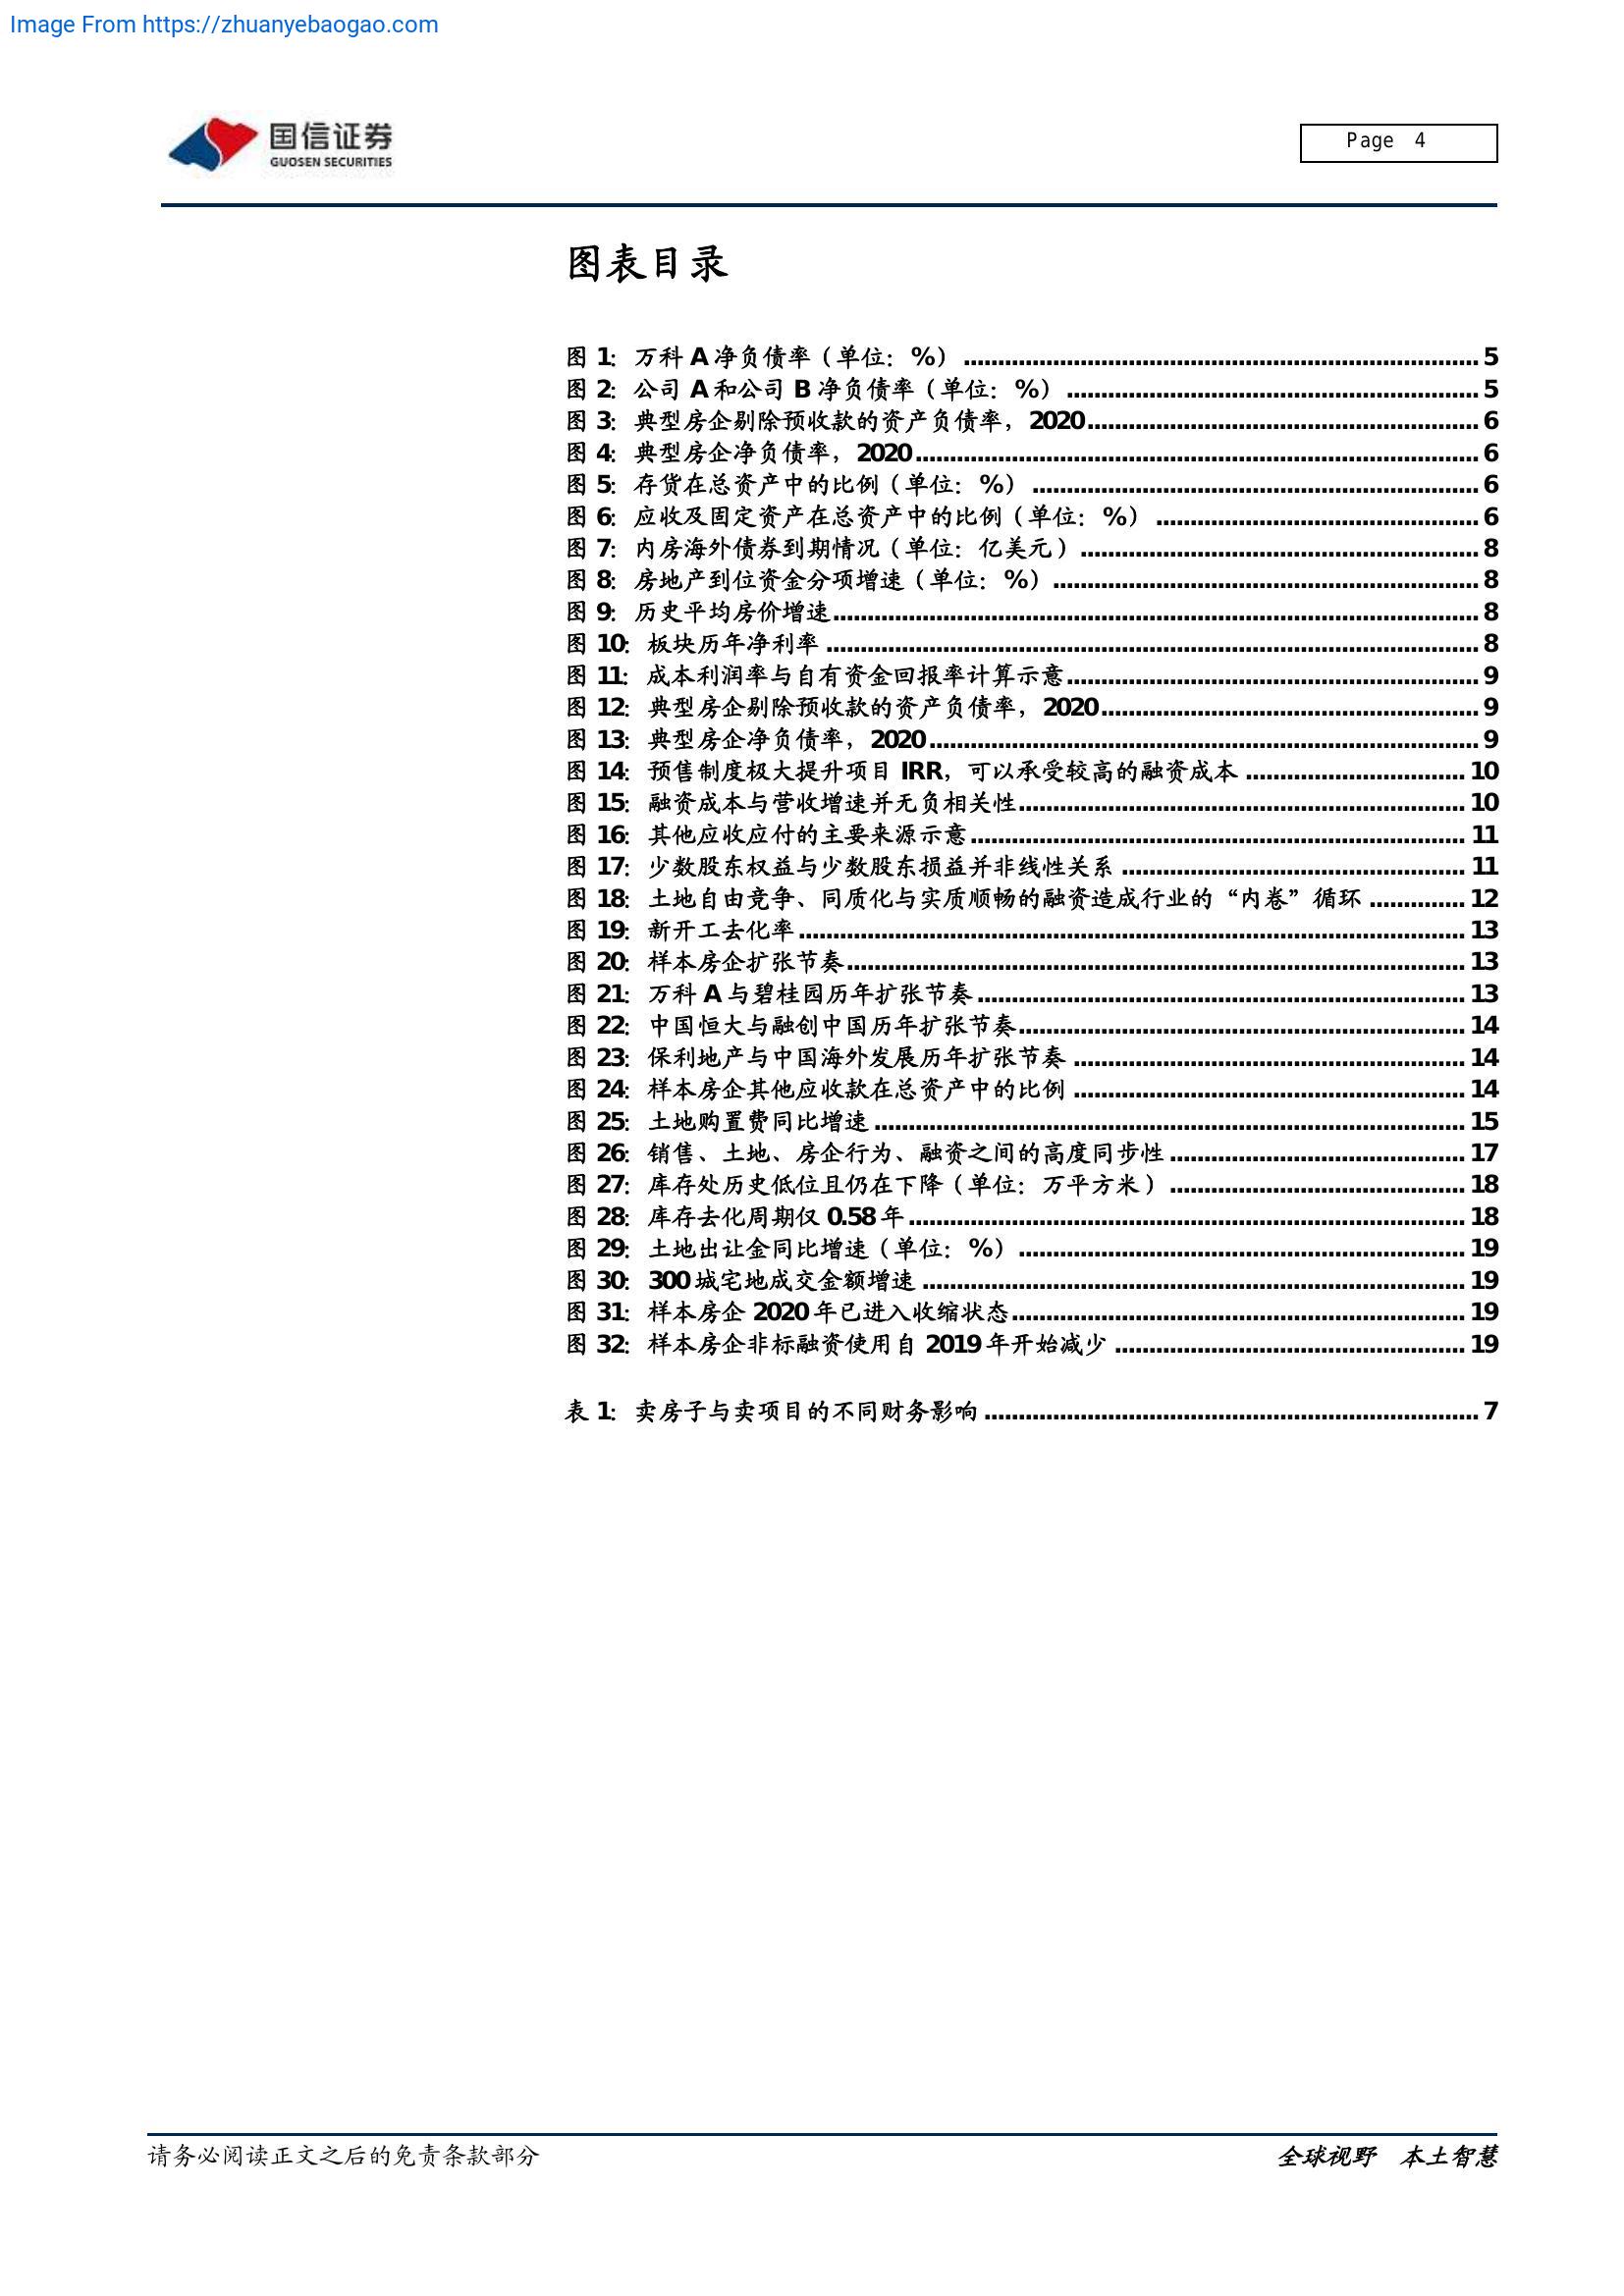 Image From https://zhuanyebaogao.com
国信证券
GUOSEN SECURITIES
Page 4
图表目录
图 1: 万科 A 净负债率（单位：%） 5
图 2: 公司 A 和公司 B 净负债率（单位：%） 5
图 3: 典型房企剔除预收款的资产负债率，2020 6
图 4: 典型房企净负债率，2020 6
图 5: 存货在总资产中的比例（单位：%） 6
图 6: 应收及固定资产在总资产中的比例（单位：%） 6
图 7: 内房海外债券到期情况（单位：亿美元） 8
图 8: 房地产到位资金分项增速（单位：%） 8
图 9: 历史平均房价增速 8
图 10: 板块历年净利率 8
图 11: 成本利润率与自有资金回报率计算示意 9
图 12: 典型房企剔除预收款的资产负债率，2020 9
图 13: 典型房企净负债率，2020 9
图 14: 预售制度极大提升项目 IRR，可以承受较高的融资成本 10
图 15: 融资成本与营收增速并无负相关性 10
图 16: 其他应收应付的主要来源示意 11
图 17: 少数股东权益与少数股东损益并非线性关系 11
图 18: 土地自由竞争、同质化与实质顺畅的融资造成行业的“内卷”循环 12
图 19: 新开工去化率 13
图 20: 样本房企扩张节奏 13
图 21: 万科 A 与碧桂园历年扩张节奏 13
图 22: 中国恒大与融创中国历年扩张节奏 14
图 23: 保利地产与中国海外发展历年扩张节奏 14
图 24: 样本房企其他应收款在总资产中的比例 14
图 25: 土地购置费同比增速 15
图 26: 销售、土地、房企行为、融资之间的高度同步性 17
图 27: 库存处历史低位且仍在下降（单位：万平方米） 18
图 28: 库存去化周期仅 0.58 年 18
图 29: 土地出让金同比增速（单位：%） 19
图 30: 300 城宅地成交金额增速 19
图 31: 样本房企 2020 年已进入收缩状态 19
图 32: 样本房企非标融资使用自 2019 年开始减少 19
表 1: 卖房子与卖项目的不同财务影响 7
请务必阅读正文之后的免责条款部分
全球视野 本土智慧